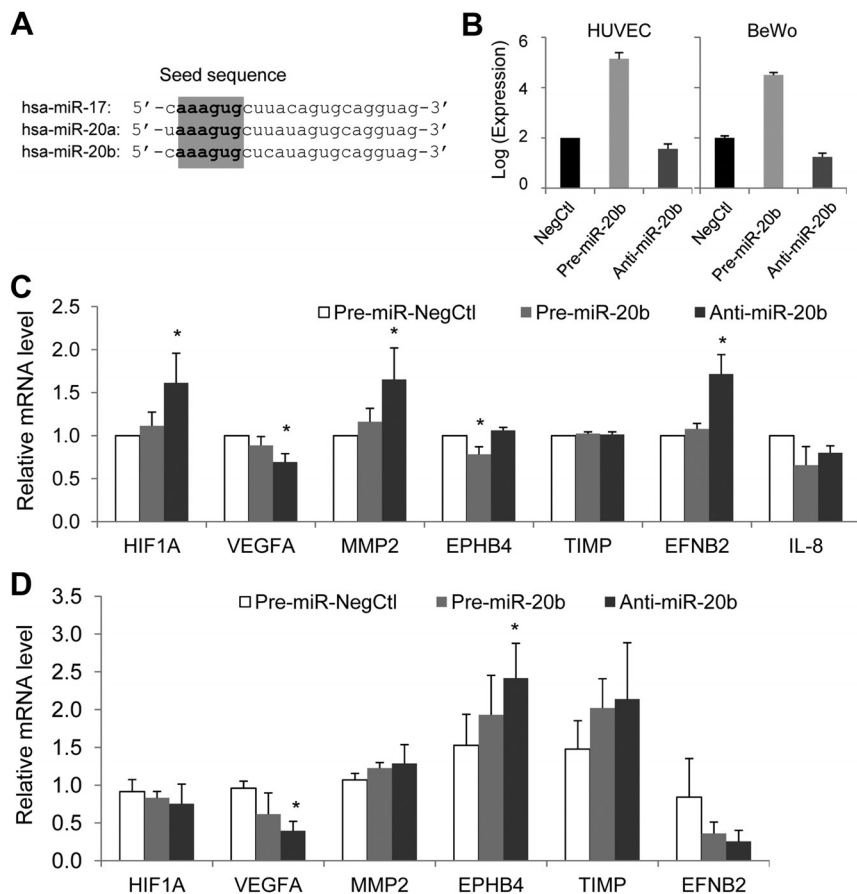 A
Seed sequence
hsa-miR-17: 5′-caaagugcuuacagugcagguag-3′
hsa-miR-20a: 5′-uaaagugcuuauagugcagguag-3′
hsa-miR-20b: 5′-caaagugcucauagugcagguag-3′
B
HUVEC BeWo
Log (Expression)
6
4
2
0
NegCtl Pre-miR-20b Anti-miR-20b NegCtl Pre-miR-20b Anti-miR-20b
C
Relative mRNA level
Pre-miR-NegCtl Pre-miR-20b Anti-miR-20b
2.5
2.0
1.5
1.0
0.5
0.0
* * * * *
HIF1A VEGFA MMP2 EPHB4 TIMP EFNB2 IL-8
D
Relative mRNA level
Pre-miR-NegCtl Pre-miR-20b Anti-miR-20b
3.5
3.0
2.5
2.0
1.5
1.0
0.5
0.0
* *
HIF1A VEGFA MMP2 EPHB4 TIMP EFNB2